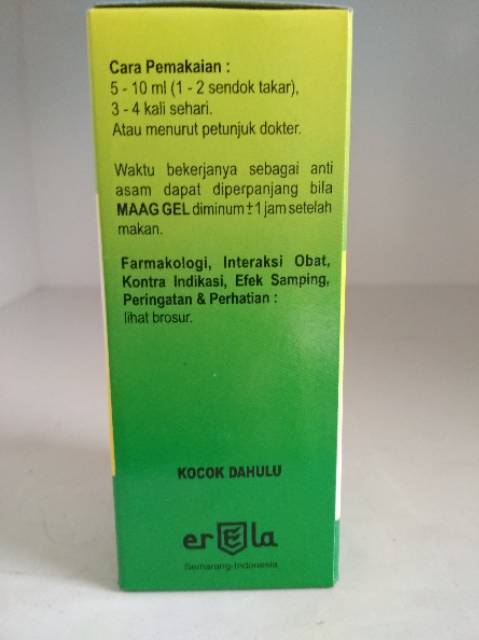 Cara Pemakaian :
5 - 10 ml (1 - 2 sendok takar),
3 - 4 kali sehari.
Atau menurut petunjuk dokter.
Waktu bekerjanya sebagai anti
asam dapat diperpanjang bila
MAAG GEL diminum ± 1 jam setelah
makan.
Farmakologi, Interaksi Obat,
Kontra Indikasi, Efek Samping,
Peringatan & Perhatian :
lihat brosur.
KOCOK DAHULU
erEla
Semarang-Indonesia